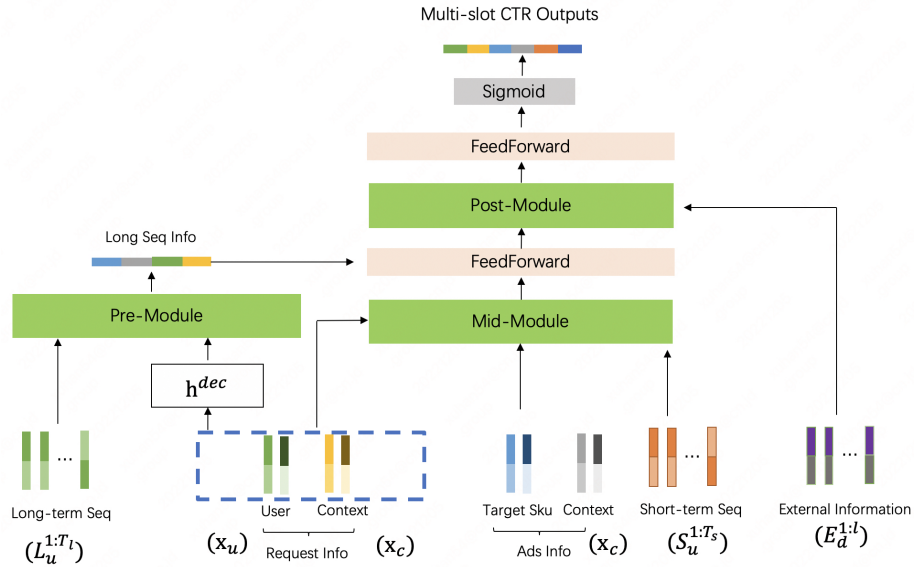 Multi-slot CTR Outputs
Sigmoid
FeedForward
Post-Module
Long Seq Info
FeedForward
Pre-Module
Mid-Module
h^{dec}
...
...
...
Long-term Seq
User
Context
Target Sku
Context
Short-term Seq
External Information
(L_u^{1:T_l})
(x_u)
Request Info
(x_c)
Ads Info
(x_c)
(S_u^{1:T_s})
(E_d^{1:l})